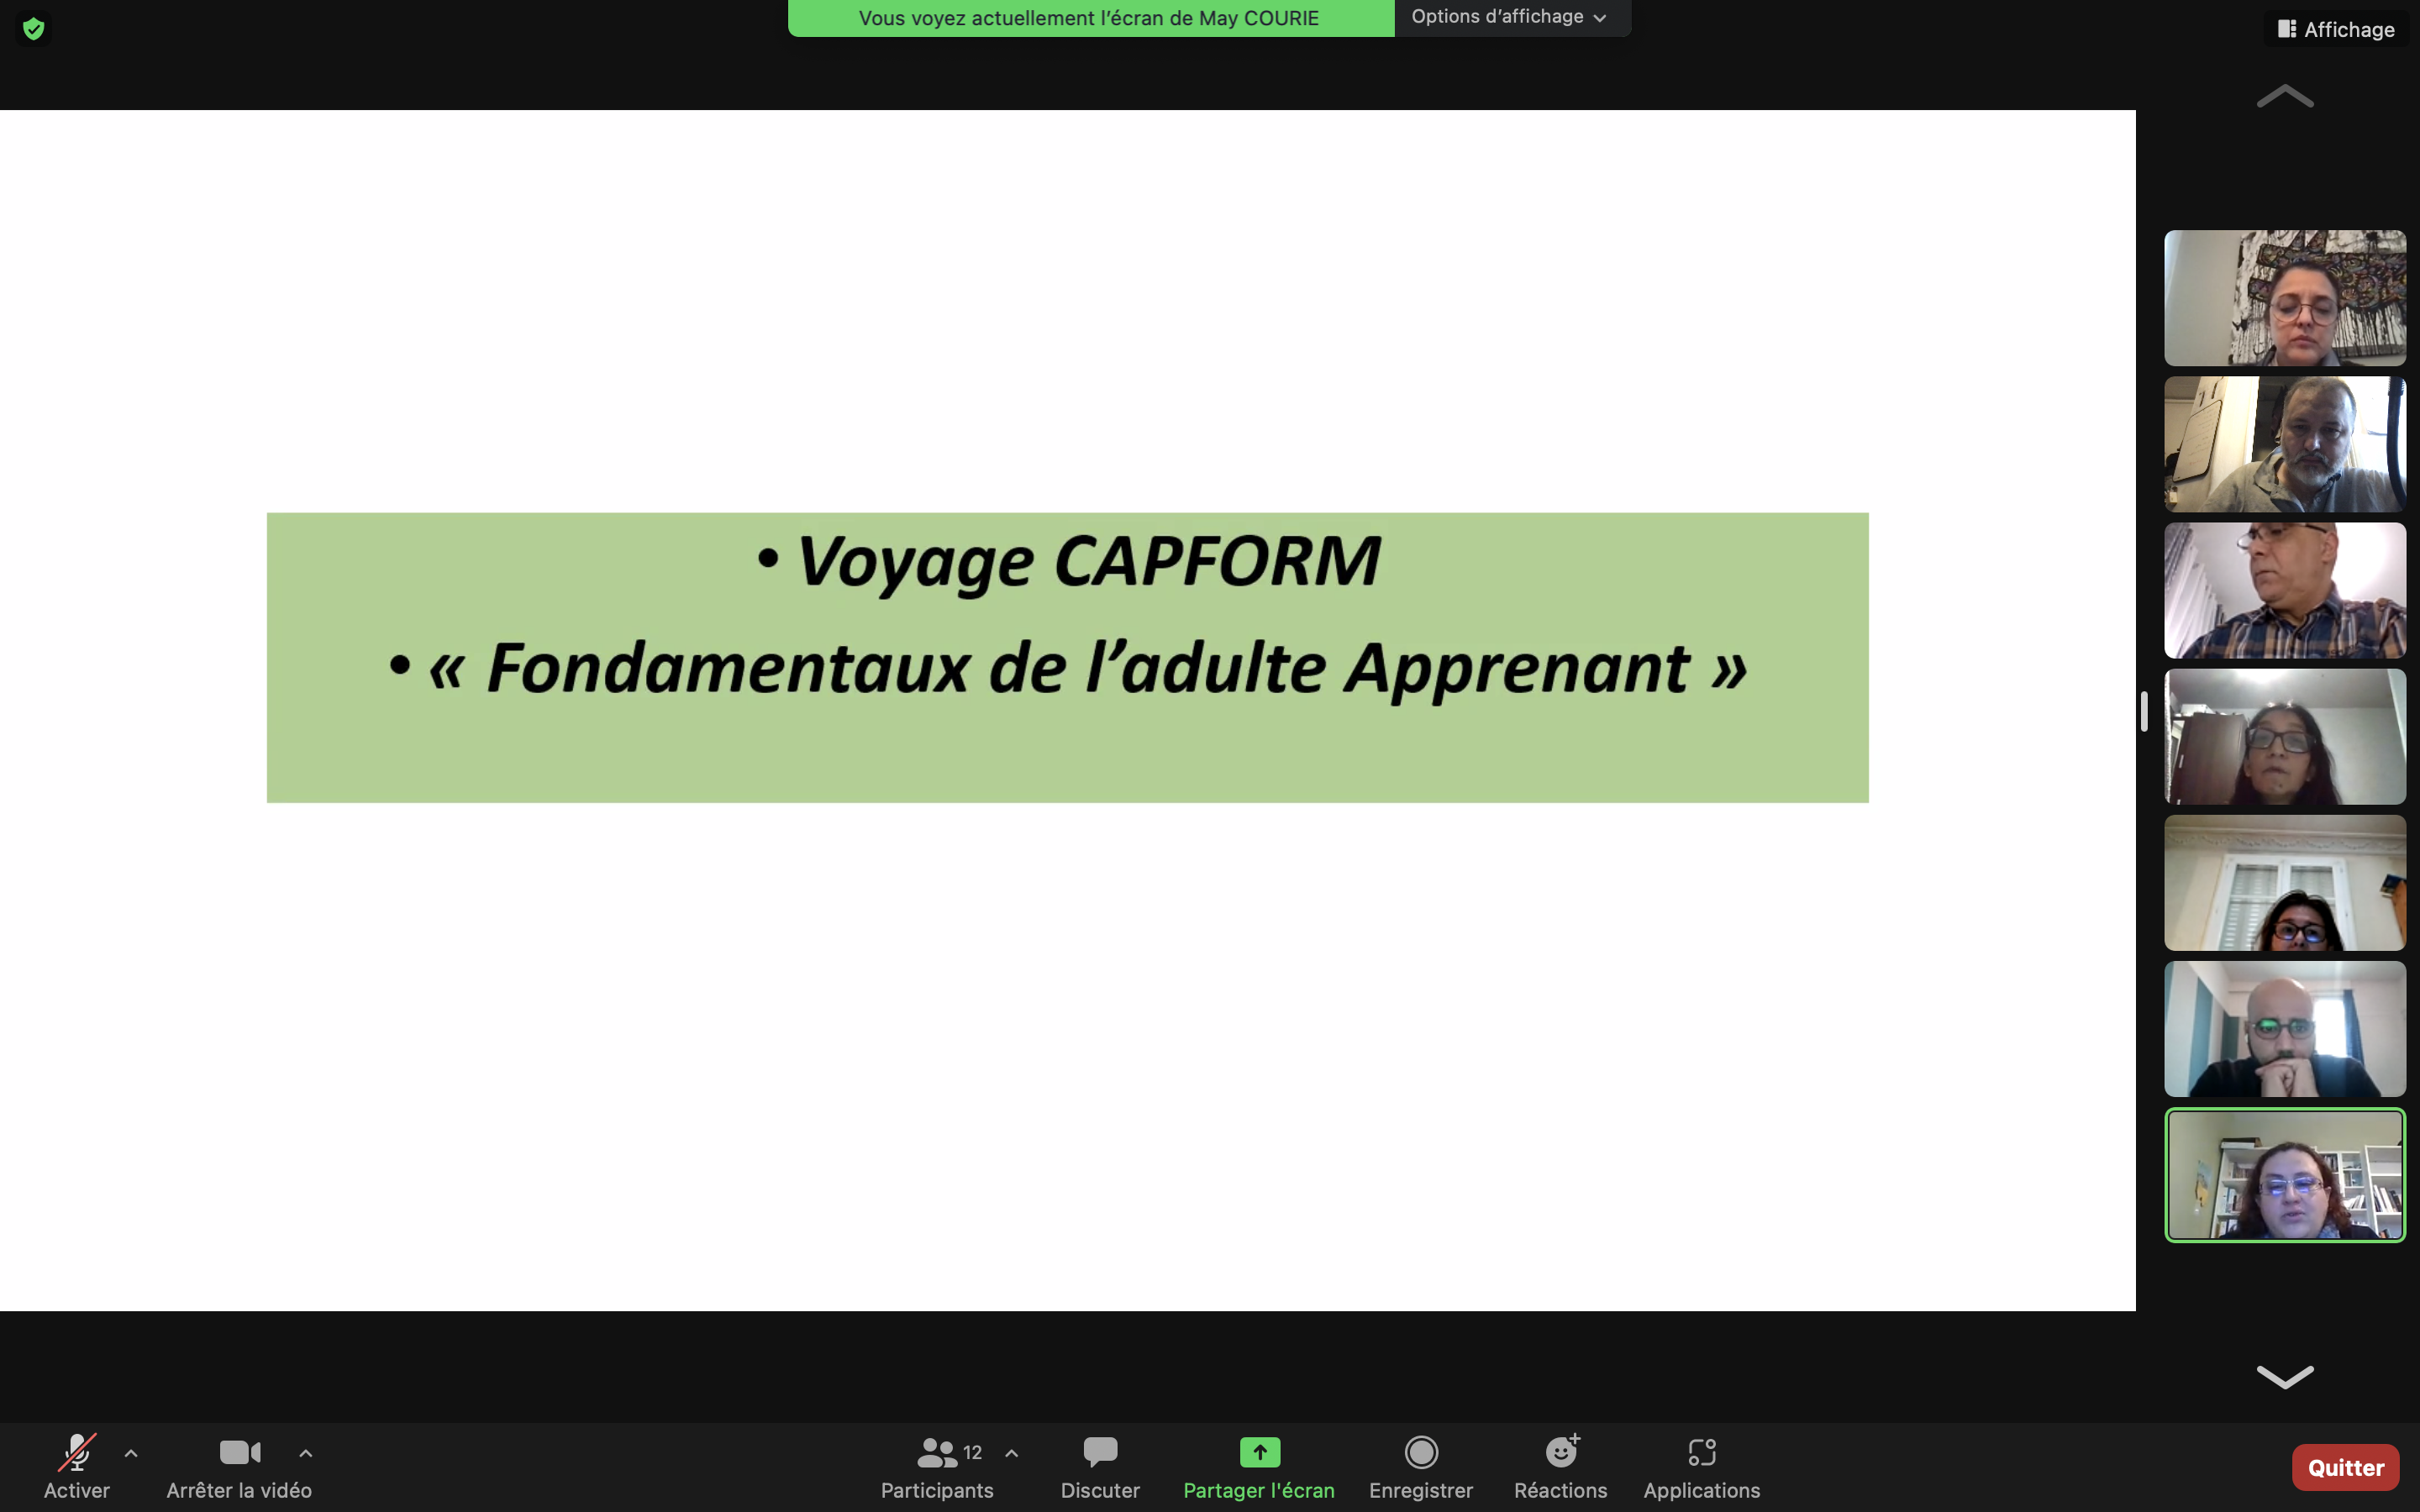 Vous voyez actuellement l'écran de May COURIE
Options d'affichage
Affichage
• Voyage CAPFORM
• « Fondamentaux de l'adulte Apprenant »
Activer
Arrêter la vidéo
12
Participants
Discuter
Partager l'écran
Enregistrer
Réactions
Applications
Quitter